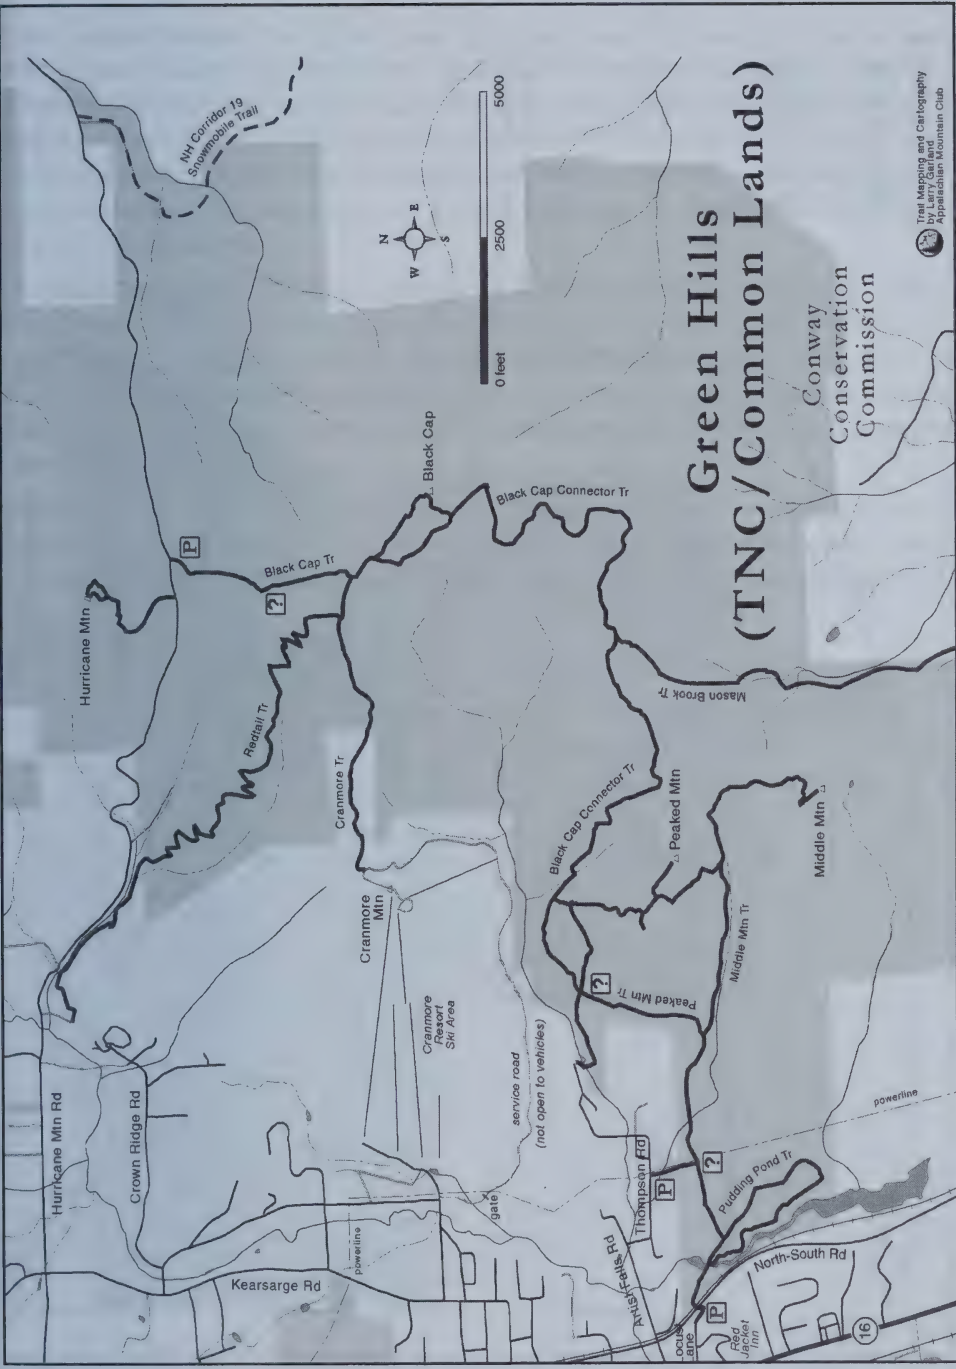 NH Corridor 19
Snowmobile Trail
Hurricane Mtn
N
E
S
W
5000
2500
0 feet
P
Black Cap Tr
?
Black Cap
Black Cap Connector Tr
Redtail Tr
Cranmore Tr
Cranmore
Mtn
Mason Brook Tr
Black Cap Connector Tr
Peaked Mtn
Middle Mtn
Middle Mtn Tr
?
Peaked Mtn Tr
Cranmore
Resort
Ski Area
service road
(not open to vehicles)
Hurricane Mtn Rd
Crown Ridge Rd
gate
powerline
Kearsarge Rd
Thompson Rd
P
?
Pudding Pond Tr
powerline
Artist Falls Rd
North-South Rd
P
Locust
Lane
Red
Jacket
Inn
16
Green Hills
(TNC/Common Lands)
Conway
Conservation
Commission
Trail Mapping and Cartography
by Larry Garland
Appalachian Mountain Club